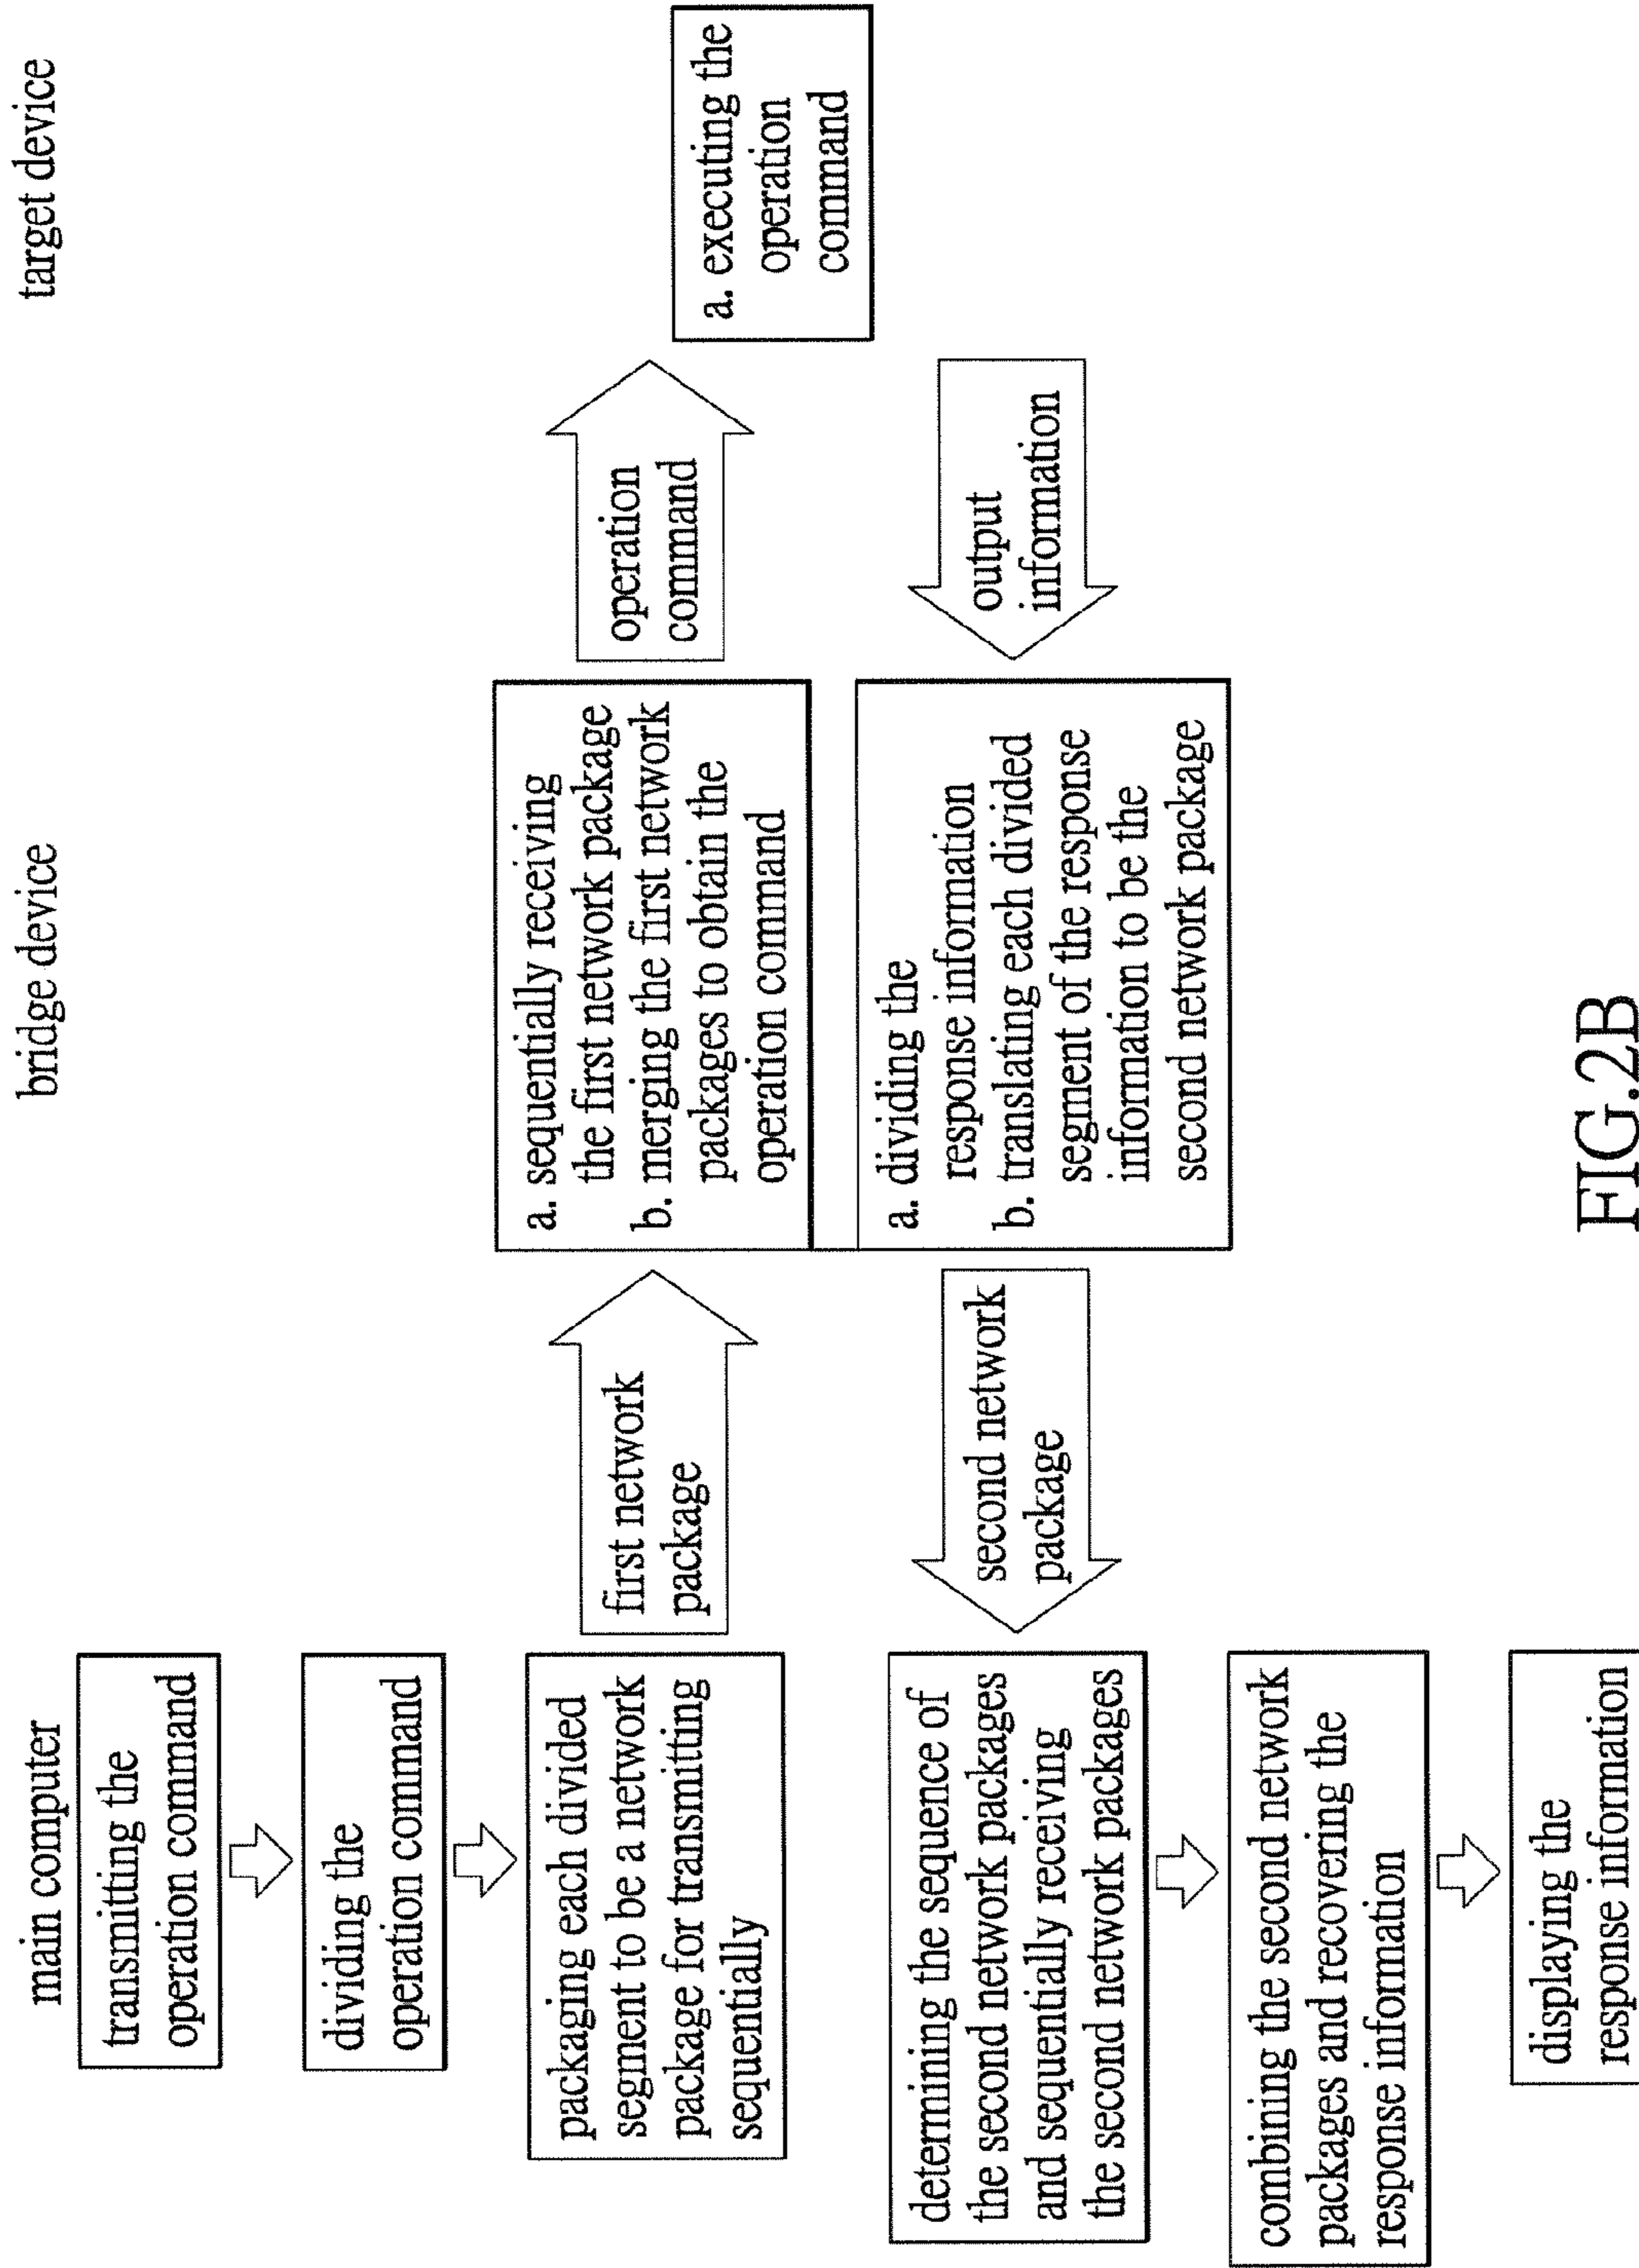 main computer
bridge device
target device
transmitting the
operation command
dividing the
operation command
packaging each divided
segment to be a network
package for transmitting
sequentially
first network
package
a. sequentially receiving
the first network package
b. merging the first network
packages to obtain the
operation command
operation
command
a. executing the
operation
command
output
information
a. dividing the
response information
b. translating each divided
segment of the response
information to be the
second network package
second network
package
determining the sequence of
the second network packages
and sequentially receiving
the second network packages
combining the second network
packages and recovering the
response information
displaying the
response information
FIG.2B